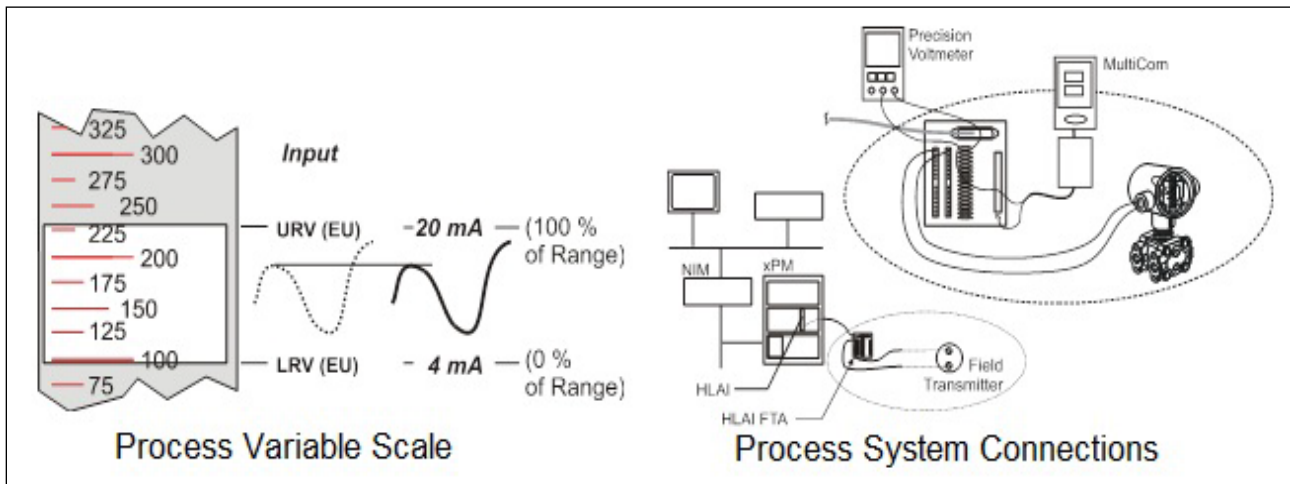 325
300
275
250
225
200
175
150
125
100
75
Input
URV (EU)
20 mA
(100 %
of Range)
LRV (EU)
4 mA
(0 %
of Range)
Process Variable Scale
Precision
Voltmeter
MultiCom
NIM
xPM
HLAI
HLAI FTA
Field
Transmitter
Process System Connections